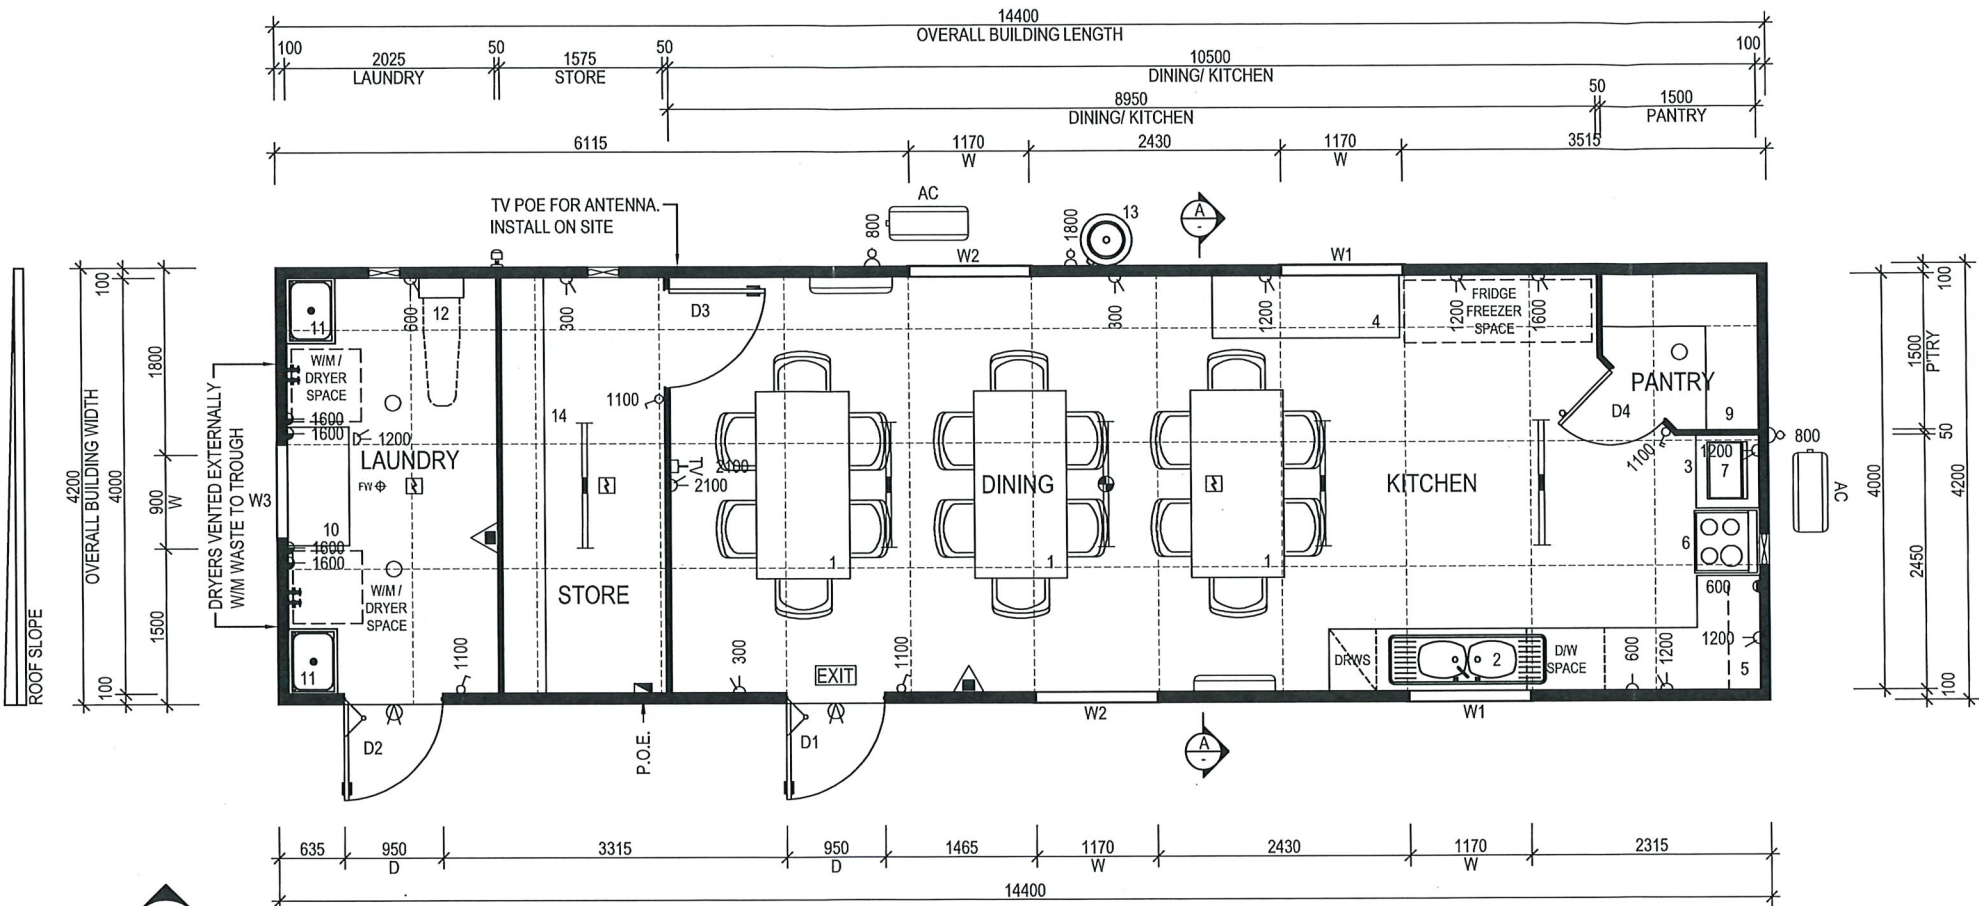 14400
OVERALL BUILDING LENGTH
100 2025 50 1575 50 10500 100
LAUNDRY STORE DINING/ KITCHEN
8950 50 1500
DINING/ KITCHEN PANTRY
6115 1170 2430 1170 3515
W W
TV POE FOR ANTENNA.
INSTALL ON SITE
AC
800
1800
13
A
-
W2
W1
100
1800
900
W
1500
100
4000
4200
OVERALL BUILDING WIDTH
ROOF SLOPE
DRYERS VENTED EXTERNALLY
W/M WASTE TO TROUGH
W3
11
W/M /
DRYER
SPACE
1600
1600
1200
600
12
LAUNDRY
FW
10
1600
1600
W/M /
DRYER
SPACE
11
1100
D2
300
14
STORE
P.O.E.
D3
1100
TV 2100
2100
300
EXIT
D1
1100
1
DINING
1
1
300
1200
4
FRIDGE
FREEZER
SPACE
1200
1600
KITCHEN
PANTRY
D4
9
1100
1200
3
7
6
600
1200
5
DRWS
2
D/W
SPACE
600
1200
W2
W1
A
-
800
AC
100
1500
P'TRY
50
2450
100
4000
4200
635 950 3315 950 1465 1170 2430 1170 2315
D D W W
14400